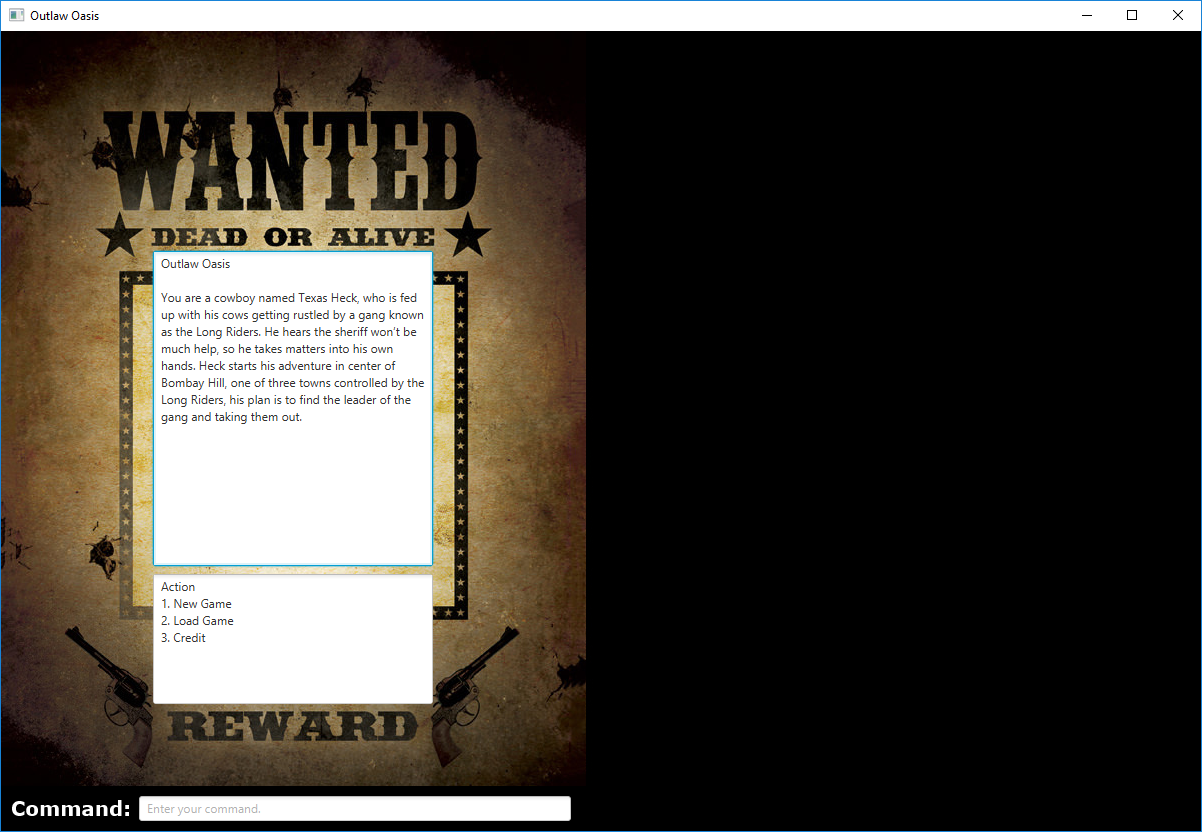 Outlaw Oasis
WANTED
DEAD OR ALIVE
Outlaw Oasis
You are a cowboy named Texas Heck, who is fed
up with his cows getting rustled by a gang known
as the Long Riders. He hears the sheriff won't be
much help, so he takes matters into his own
hands. Heck starts his adventure in center of
Bombay Hill, one of three towns controlled by the
Long Riders, his plan is to find the leader of the
gang and taking them out.
Action
1. New Game
2. Load Game
3. Credit
REWARD
Command:
Enter your command.